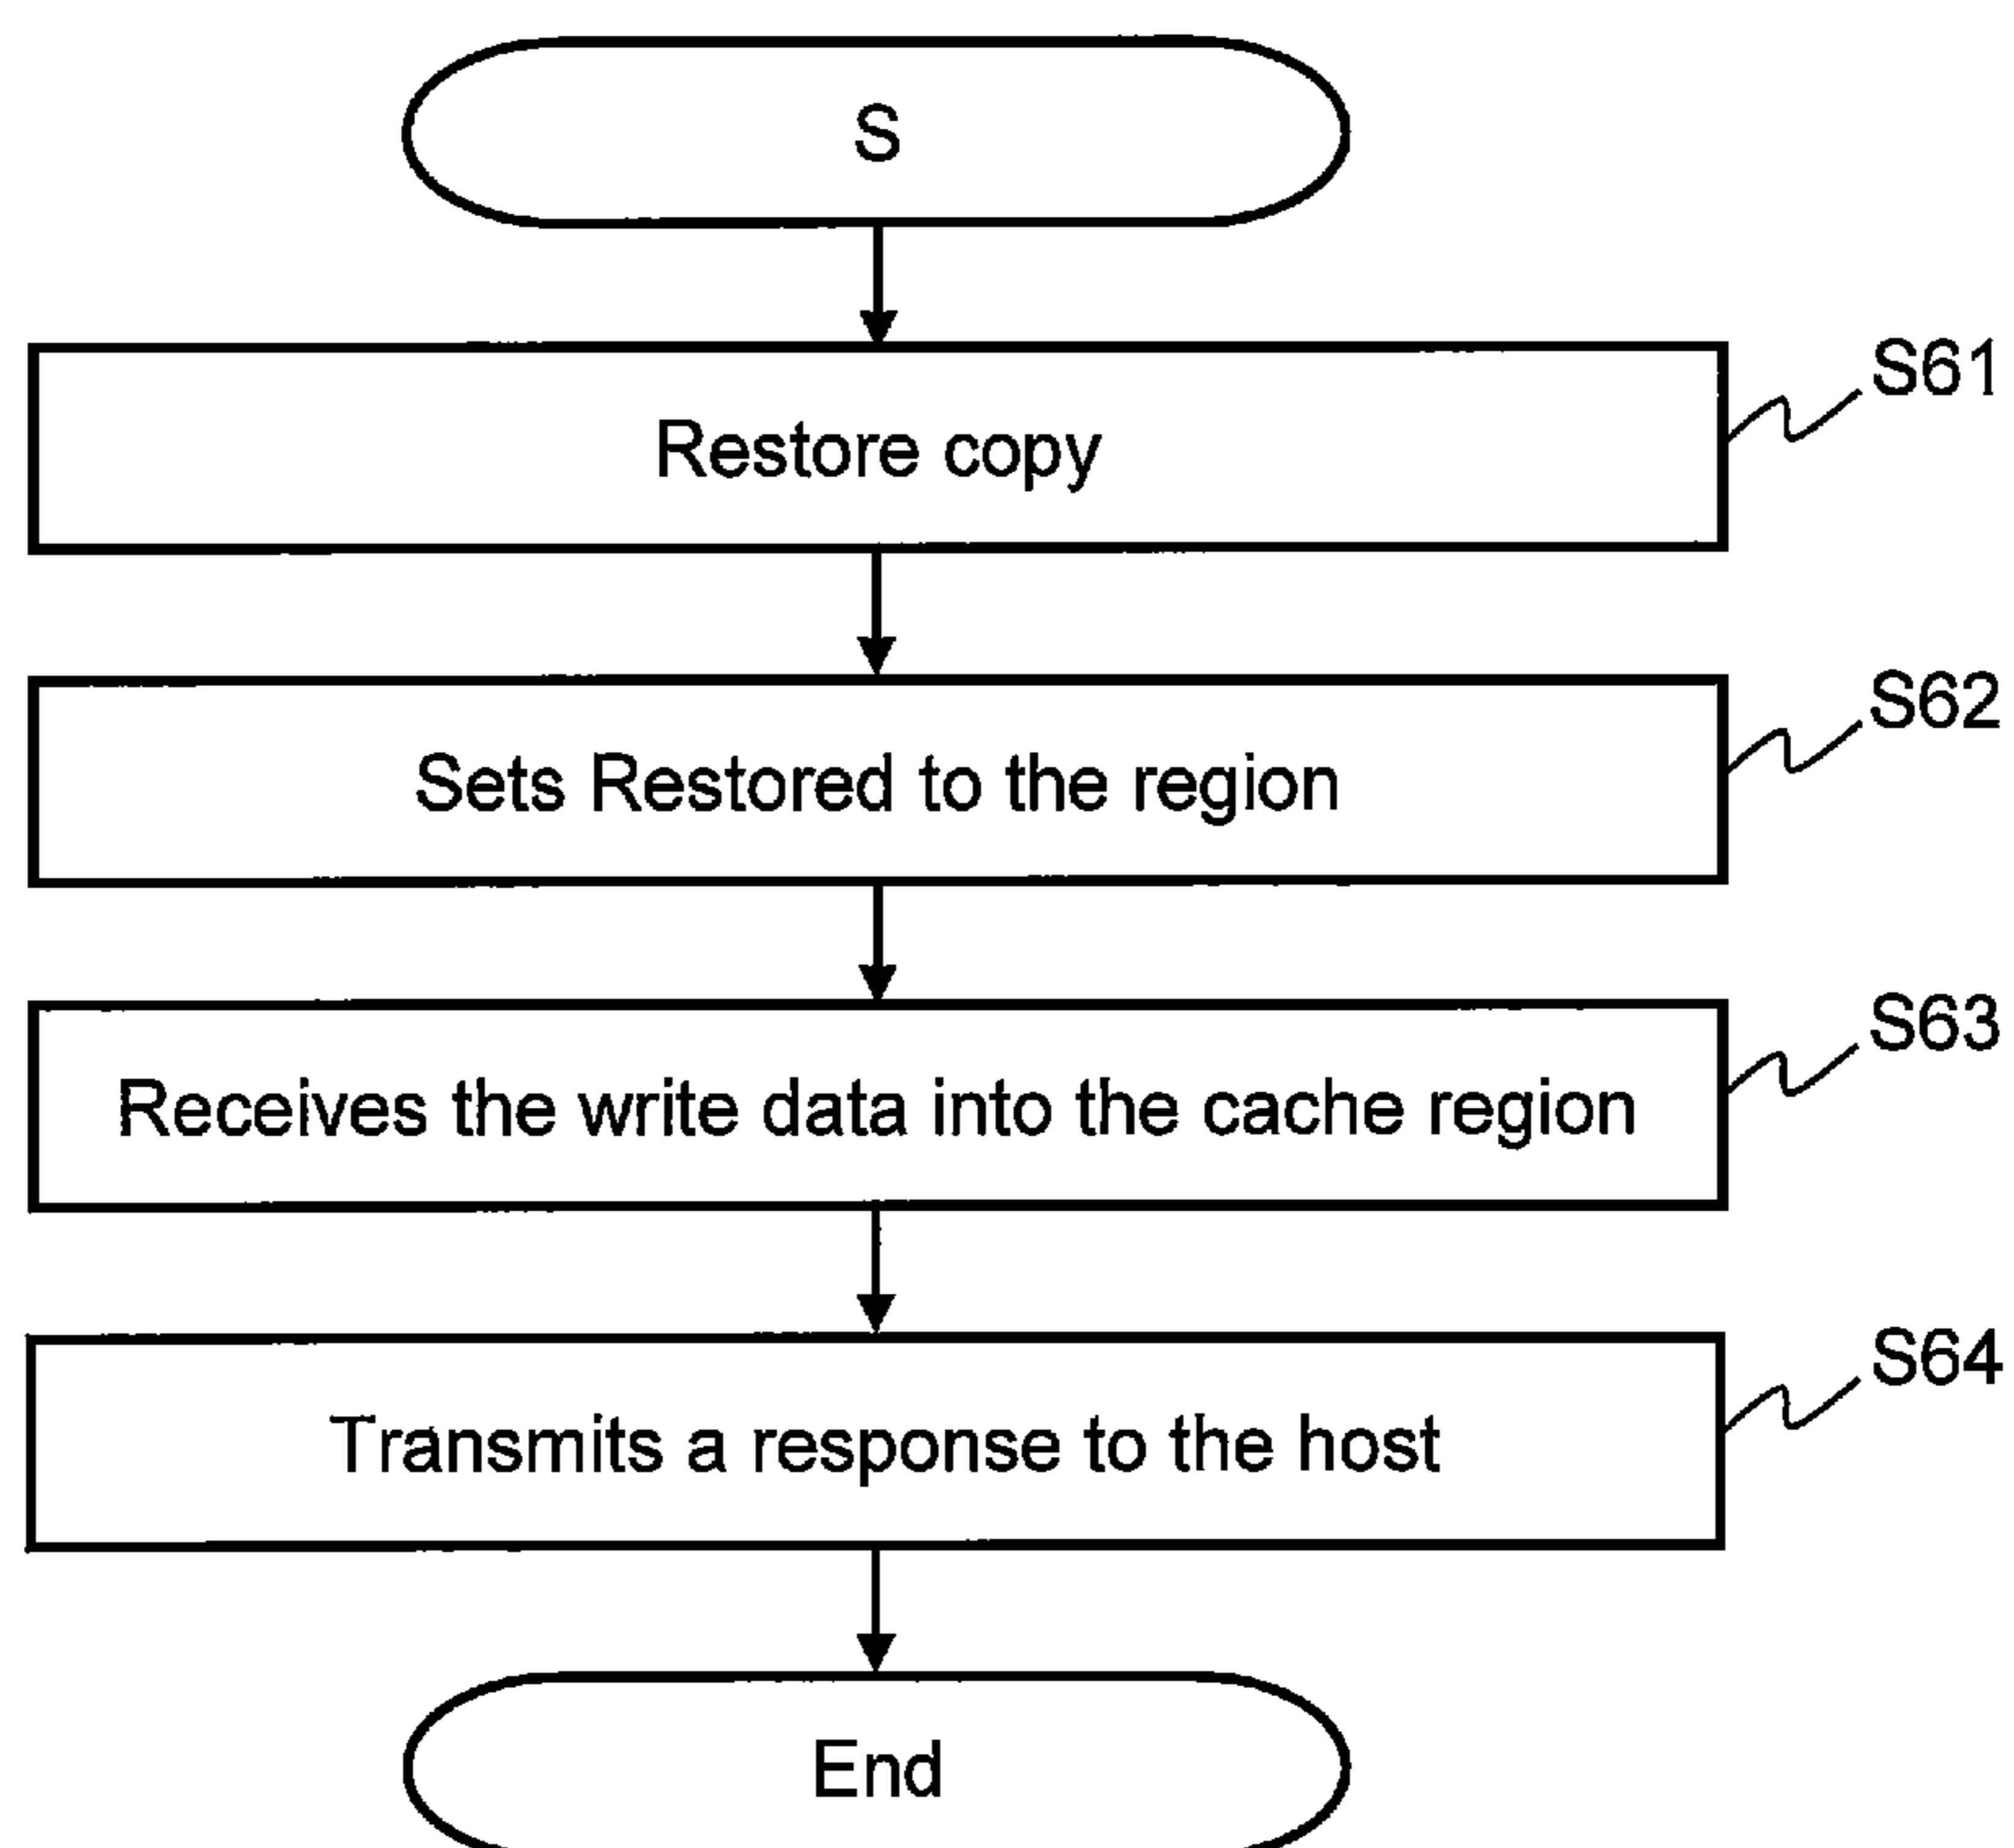 S
Restore copy
S61
Sets Restored to the region
S62
Receives the write data into the cache region
S63
Transmits a response to the host
S64
End